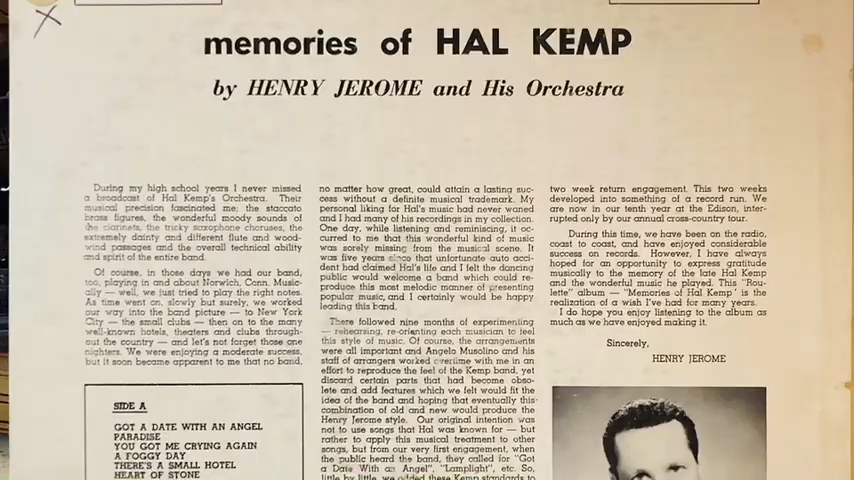 memories of HAL KEMP
by HENRY JEROME and His Orchestra
During my high school years I never missed
a broadcast of Hal Kemp's Orchestra. Their
musical precision fascinated me; the staccato
brass figures, the wonderful moody sounds of
the clarinets, the tricky saxophone choruses, the
extremely dainty and different flute and wood-
wind passages and the overall technical ability
and spirit of the entire band.
Of course, in those days we had our band,
too, playing in and about Norwich, Conn. Music-
ally — well, we just tried to play the right notes.
As time went on, slowly but surely, we worked
our way into the band picture — to New York
City — the small clubs — then on to the many
well-known hotels, theaters and clubs through-
out the country — and let's not forget those one
nighters. We were enjoying a moderate success,
but it soon became apparent to me that no band,
SIDE A
GOT A DATE WITH AN ANGEL
PARADISE
YOU GOT ME CRYING AGAIN
A FOGGY DAY
THERE'S A SMALL HOTEL
HEART OF STONE
no matter how great, could attain a lasting suc-
cess without a definite musical trademark. My
personal liking for Hal's music had never waned
and I had many of his recordings in my collection.
One day, while listening and reminiscing, it oc-
curred to me that this wonderful kind of music
was sorely missing from the musical scene. It
was five years since that unfortunate auto acci-
dent had claimed Hal's life and I felt the dancing
public would welcome a band which could re-
produce this most melodic manner of presenting
popular music, and I certainly would be happy
leading this band.
There followed nine months of experimenting
— rehearsing, re-orienting each musician to feel
this style of music. Of course, the arrangements
were all important and Angelo Musolino and his
staff of arrangers worked overtime with me in an
effort to reproduce the feel of the Kemp band, yet
discard certain parts that had become obso-
lete and add features which we felt would fit the
idea of the band and hoping that eventually this
combination of old and new would produce the
Henry Jerome style. Our original intention was
not to use songs that Hal was known for — but
rather to apply this musical treatment to other
songs, but from our very first engagement, when
the public heard the band, they called for "Got
a Date With an Angel", "Lamplight", etc. So,
little by little, we added these Kemp standards to
two week return engagement. This two weeks
developed into something of a record run. We
are now in our tenth year at the Edison, inter-
rupted only by our annual cross-country tour.
During this time, we have been on the radio,
coast to coast, and have enjoyed considerable
success on records. However, I have always
hoped for an opportunity to express gratitude
musically to the memory of the late Hal Kemp
and the wonderful music he played. This "Rou-
lette" album — "Memories of Hal Kemp" is the
realization of a wish I've had for many years.
I do hope you enjoy listening to the album as
much as we have enjoyed making it.
Sincerely,
HENRY JEROME